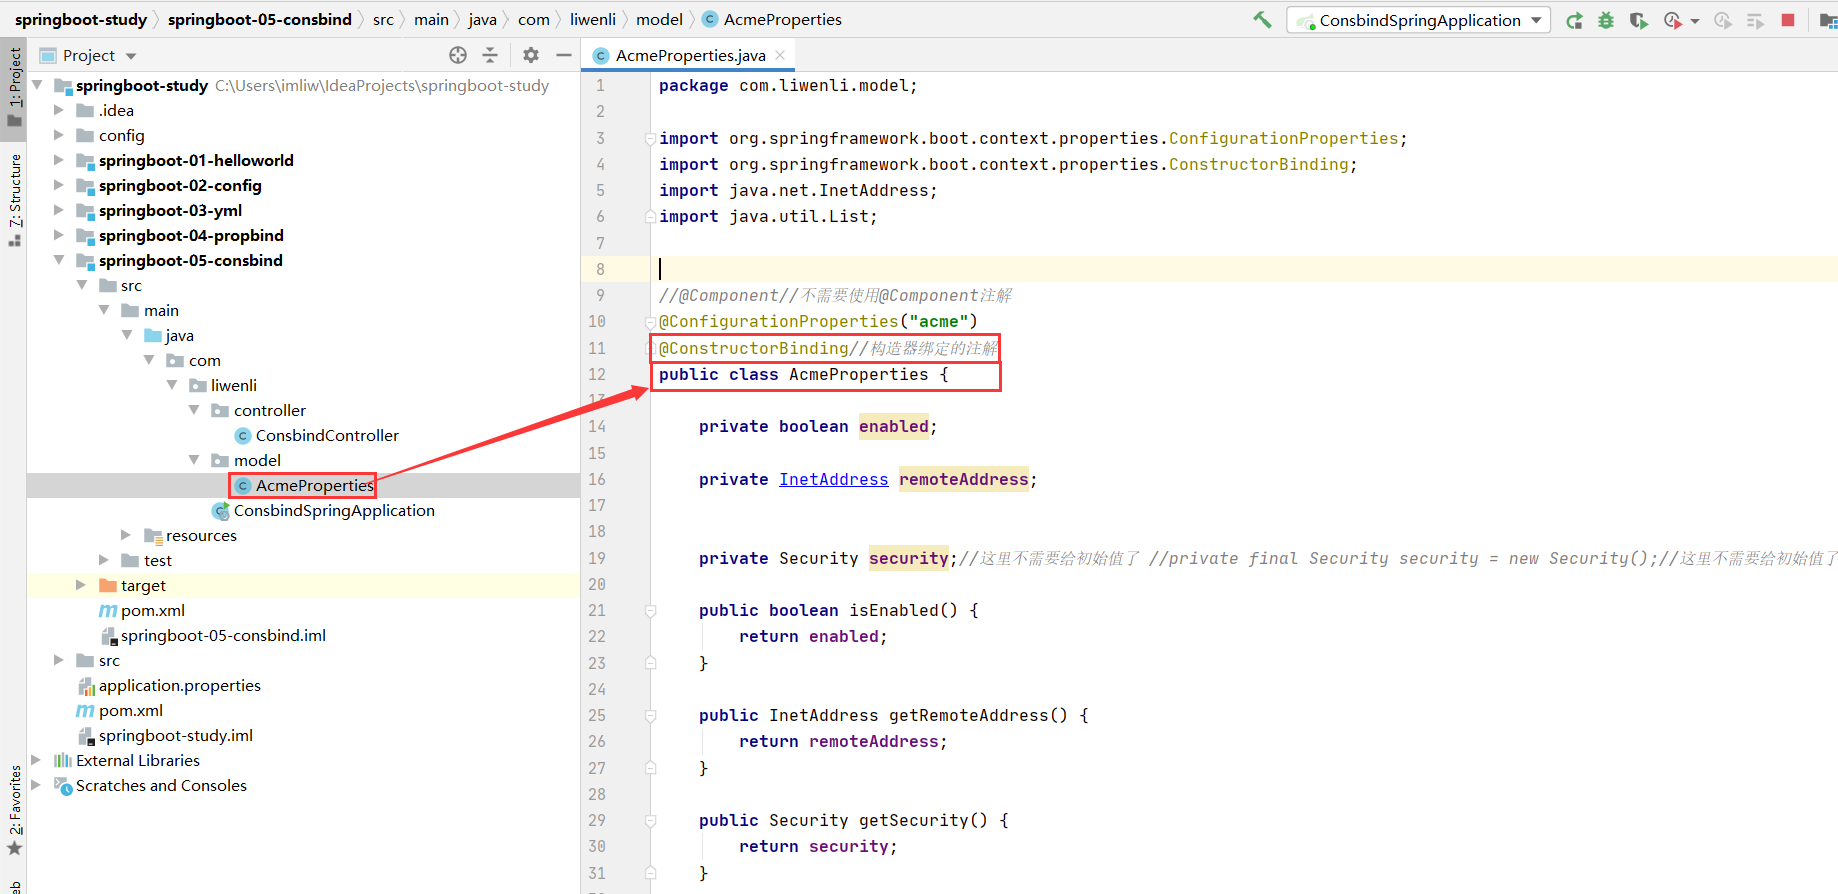 springboot-study springboot-05-consbind src main java com liwenli model AcmeProperties
ConsbindSpringApplication
1: Project
7: Structure
2: Favorites
Project
springboot-study C:\Users\imliw\IdeaProjects\springboot-study
.idea
config
springboot-01-helloworld
springboot-02-config
springboot-03-yml
springboot-04-propbind
springboot-05-consbind
src
main
java
com
liwenli
controller
ConsbindController
model
AcmeProperties
ConsbindSpringApplication
resources
test
target
pom.xml
springboot-05-consbind.iml
src
application.properties
pom.xml
springboot-study.iml
External Libraries
Scratches and Consoles
AcmeProperties.java
1 package com.liwenli.model;
2
3 import org.springframework.boot.context.properties.ConfigurationProperties;
4 import org.springframework.boot.context.properties.ConstructorBinding;
5 import java.net.InetAddress;
6 import java.util.List;
7
8
9 //@Component//不需要使用@Component注解
10 @ConfigurationProperties("acme")
11 @ConstructorBinding//构造器绑定的注解
12 public class AcmeProperties {
13
14 private boolean enabled;
15
16 private InetAddress remoteAddress;
17
18
19 private Security security;//这里不需要给初始值了 //private final Security security = new Security();//这里不需要给初始值了
20
21 public boolean isEnabled() {
22 return enabled;
23 }
24
25 public InetAddress getRemoteAddress() {
26 return remoteAddress;
27 }
28
29 public Security getSecurity() {
30 return security;
31 }